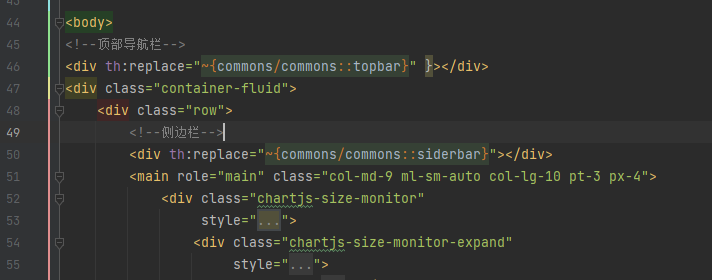 44 <body>
45 <!--顶部导航栏-->
46 <div th:replace="~{commons/commons::topbar}" }></div>
47 <div class="container-fluid">
48 <div class="row">
49 <!--侧边栏-->
50 <div th:replace="~{commons/commons::siderbar}"></div>
51 <main role="main" class="col-md-9 ml-sm-auto col-lg-10 pt-3 px-4">
52 <div class="chartjs-size-monitor"
53 style="...">
54 <div class="chartjs-size-monitor-expand"
55 style="...">